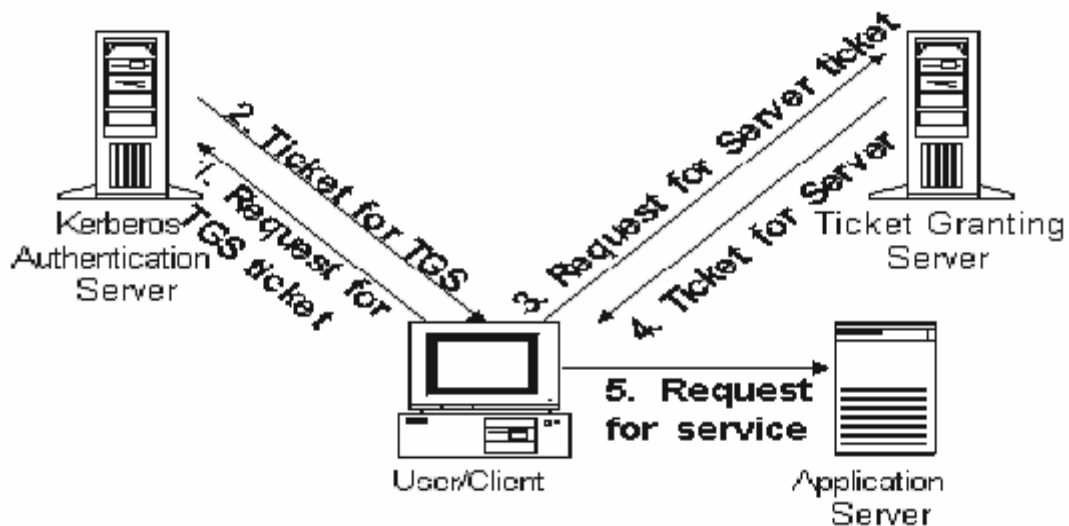 Kerberos
Authentication
Server
2. Ticket for TGS
1. Request for
TGS ticket
3. Request for Server ticket
4. Ticket for Server
Ticket Granting
Server
5. Request
for service
User/Client
Application
Server